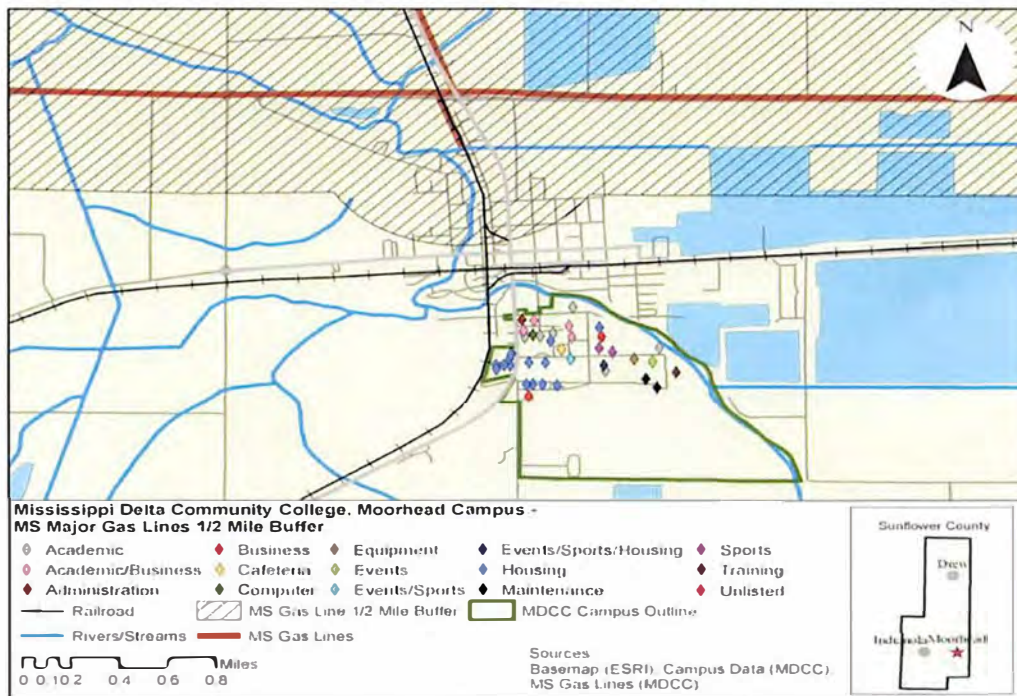 N
Mississippi Delta Community College, Moorhead Campus -
MS Major Gas Lines 1/2 Mile Buffer
Academic
Business
Equipment
Events/Sports/Housing
Sports
Academic/Business
Cafeteria
Events
Housing
Training
Administration
Computer
Events/Sports
Maintenance
Unlisted
Railroad
MS Gas Line 1/2 Mile Buffer
MDCC Campus Outline
Rivers/Streams
MS Gas Lines
Miles
0 0.1 0.2 0.4 0.6 0.8
Sources
Basemap (ESRI), Campus Data (MDCC),
MS Gas Lines (MDCC)
Sunflower County
Drew
Indianola
Moorhead